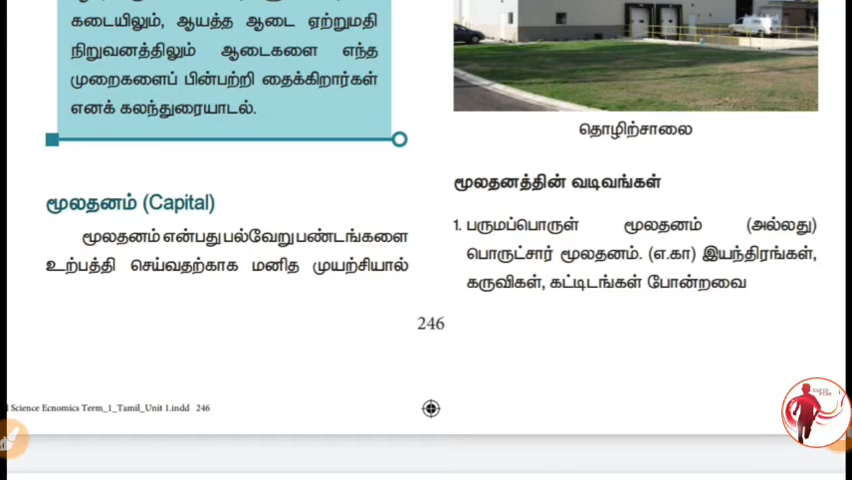 கடையிலும், ஆயத்த ஆடை ஏற்றுமதி
நிறுவனத்திலும் ஆடைகளை எந்த
முறைகளைப் பின்பற்றி தைக்கிறார்கள்
எனக் கலந்துரையாடல்.
மூலதனம் (Capital)
மூலதனம் என்பது பல்வேறு பண்டங்களை
உற்பத்தி செய்வதற்காக மனித முயற்சியால்
தொழிற்சாலை
மூலதனத்தின் வடிவங்கள்
1. பருமப்பொருள் மூலதனம் (அல்லது)
பொருட்சார் மூலதனம். (எ.கா) இயந்திரங்கள்,
கருவிகள், கட்டிடங்கள் போன்றவை
246
l Science Ecnomics Term_1_Tamil_Unit 1.indd 246